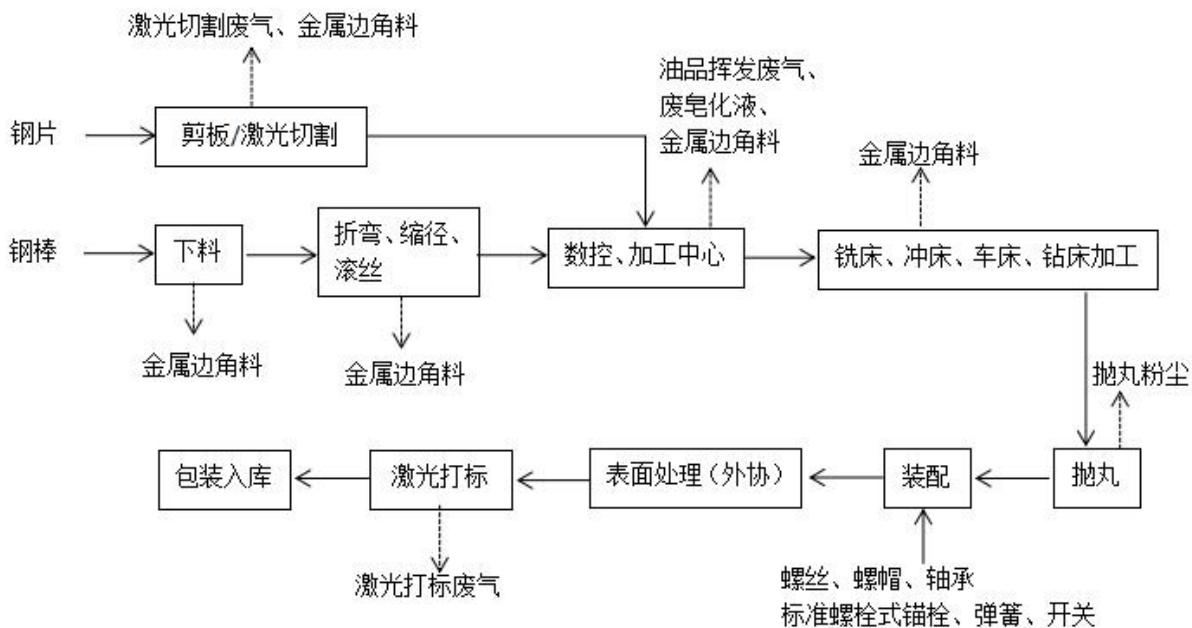 激光切割废气、金属边角料
油品挥发废气、
废皂化液、
金属边角料
钢片
剪板/激光切割
金属边角料
钢棒
下料
折弯、缩径、
滚丝
数控、加工中心
铣床、冲床、车床、钻床加工
金属边角料
金属边角料
抛丸粉尘
包装入库
激光打标
表面处理（外协）
装配
抛丸
激光打标废气
螺丝、螺帽、轴承
标准螺栓式锚栓、弹簧、开关